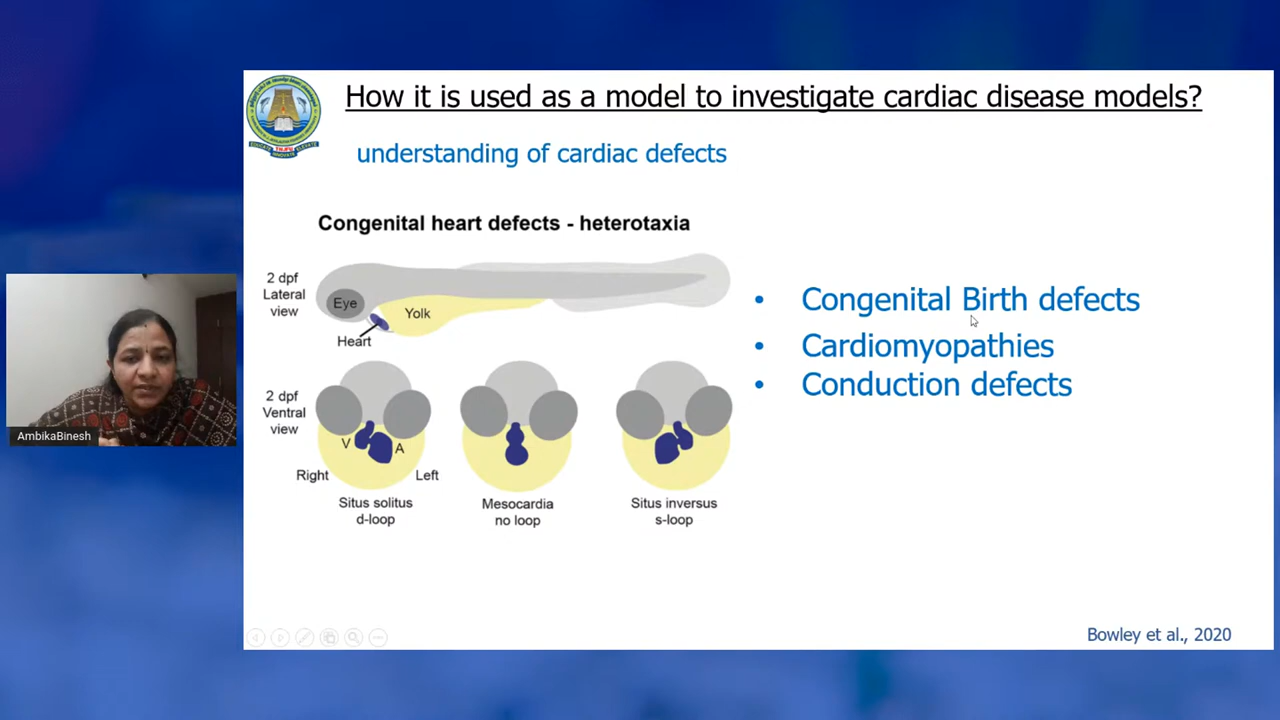 How it is used as a model to investigate cardiac disease models?
understanding of cardiac defects
Congenital heart defects - heterotaxia
2 dpf
Lateral
view
Eye
Yolk
Heart
2 dpf
Ventral
view
V
A
Right
Left
Situs solitus
d-loop
Mesocardia
no loop
Situs inversus
s-loop
• Congenital Birth defects
• Cardiomyopathies
• Conduction defects
AmbikaBinesh
Bowley et al., 2020